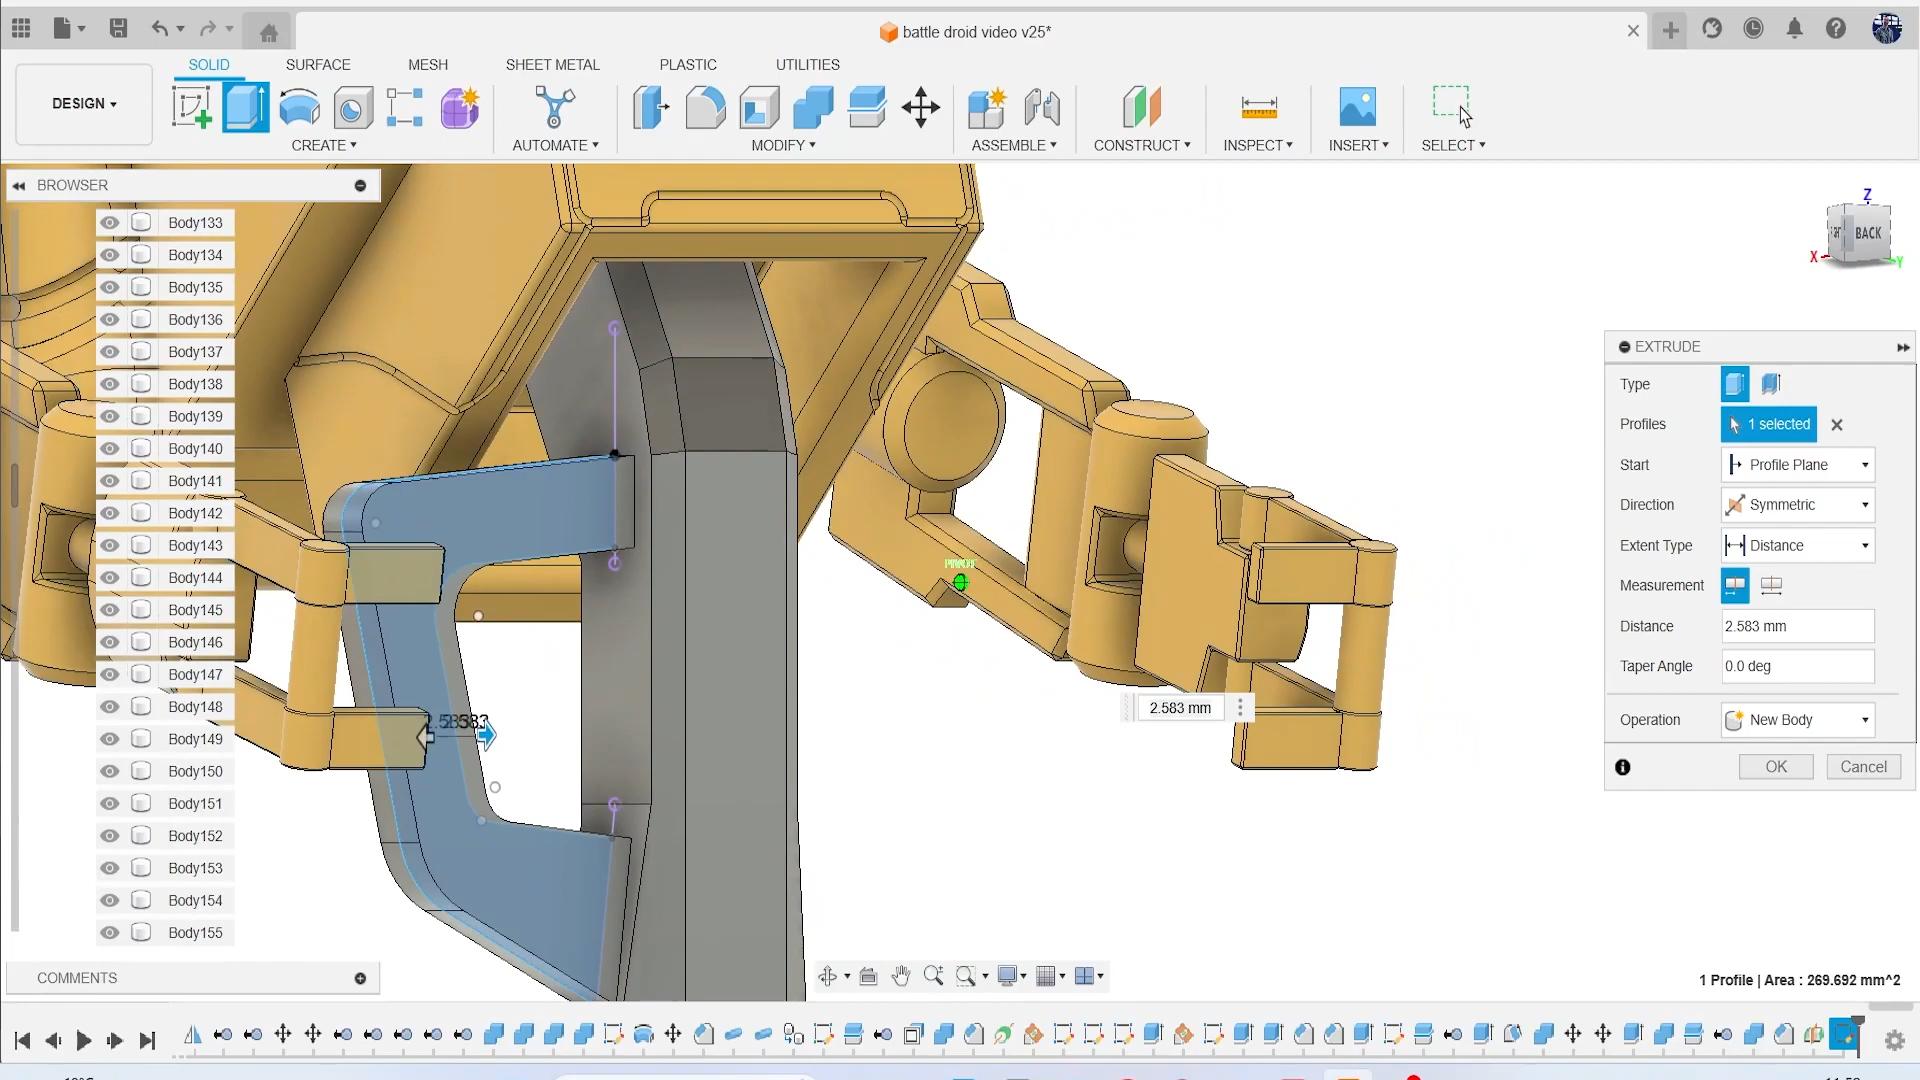 battle droid video v25*
SOLID SURFACE MESH SHEET METAL PLASTIC UTILITIES
DESIGN
CREATE AUTOMATE MODIFY ASSEMBLE CONSTRUCT INSPECT INSERT SELECT
BROWSER
Body133
Body134
Body135
Body136
Body137
Body138
Body139
Body140
Body141
Body142
Body143
Body144
Body145
Body146
Body147
Body148
Body149
Body150
Body151
Body152
Body153
Body154
Body155
COMMENTS
PIVOT
2.583 mm
Z
BACK
X
Y
EXTRUDE
Type
Profiles 1 selected
Start Profile Plane
Direction Symmetric
Extent Type Distance
Measurement
Distance 2.583 mm
Taper Angle 0.0 deg
Operation New Body
OK Cancel
1 Profile | Area : 269.692 mm^2